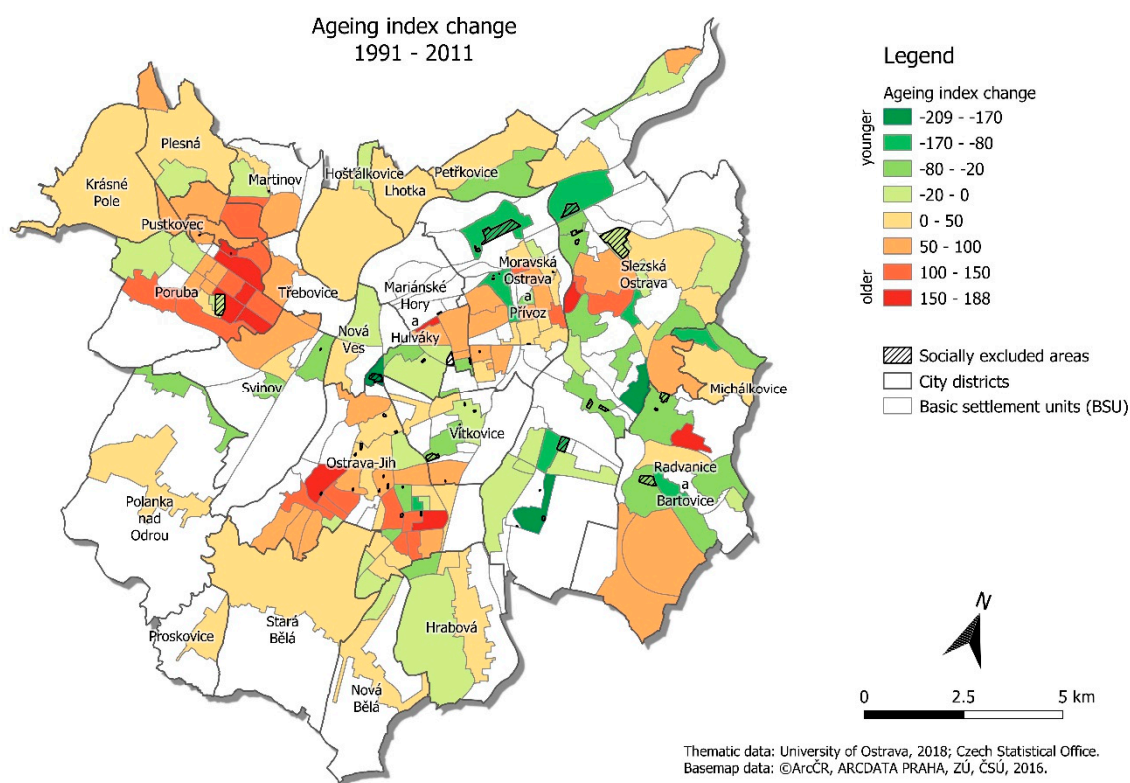 Ageing index change
1991 - 2011
Plesná
Krásné
Pole
Martinov
Hošťálkovice
Lhotka
Petřkovice
Pustkovec
Poruba
Třebovice
Mariánské
Hory
a
Hulváky
Moravská
Ostrava
a
Přívoz
Slezská
Ostrava
Nová
Ves
Svinov
Michálkovice
Vítkovice
Ostrava-Jih
Radvanice
a
Bartovice
Polanka
nad
Odrou
Proskovice
Stará
Bělá
Hrabová
Nová
Bělá
Legend
Ageing index change
younger
older
-209 - -170
-170 - -80
-80 - -20
-20 - 0
0 - 50
50 - 100
100 - 150
150 - 188
Socially excluded areas
City districts
Basic settlement units (BSU)
N
0 2.5 5 km
Thematic data: University of Ostrava, 2018; Czech Statistical Office.
Basemap data: ©ArcČR, ARCDATA PRAHA, ZÚ, ČSÚ, 2016.